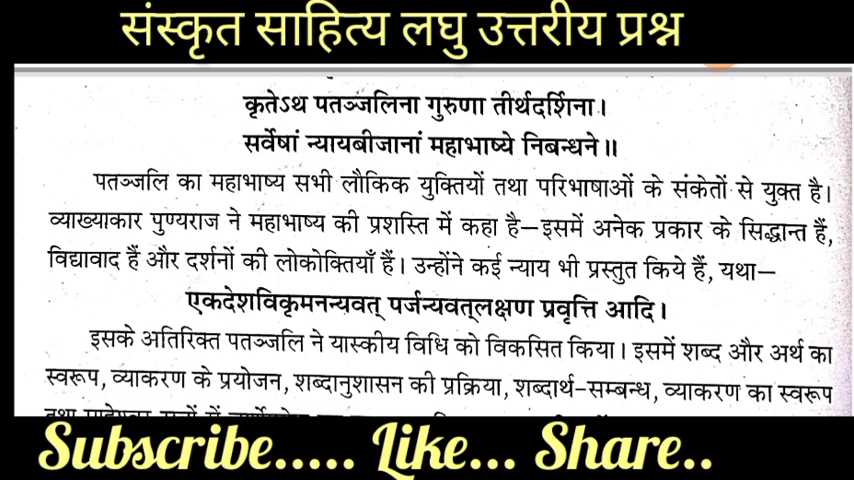 संस्कृत साहित्य लघु उत्तरीय प्रश्न
कृतेऽथ पतञ्जलिना गुरुणा तीर्थदर्शिना।
सर्वेषां न्यायबीजानां महाभाष्ये निबन्धने॥
पतञ्जलि का महाभाष्य सभी लौकिक युक्तियों तथा परिभाषाओं के संकेतों से युक्त है।
व्याख्याकार पुण्यराज ने महाभाष्य की प्रशस्ति में कहा है—इसमें अनेक प्रकार के सिद्धान्त हैं,
विद्यावाद हैं और दर्शनों की लोकोक्तियाँ हैं। उन्होंने कई न्याय भी प्रस्तुत किये हैं, यथा—
एकदेशविकृमनन्यवत् पर्जन्यवत्लक्षण प्रवृत्ति आदि।
इसके अतिरिक्त पतञ्जलि ने यास्कीय विधि को विकसित किया। इसमें शब्द और अर्थ का
स्वरूप, व्याकरण के प्रयोजन, शब्दानुशासन की प्रक्रिया, शब्दार्थ-सम्बन्ध, व्याकरण का स्वरूप
Subscribe..... Like... Share..